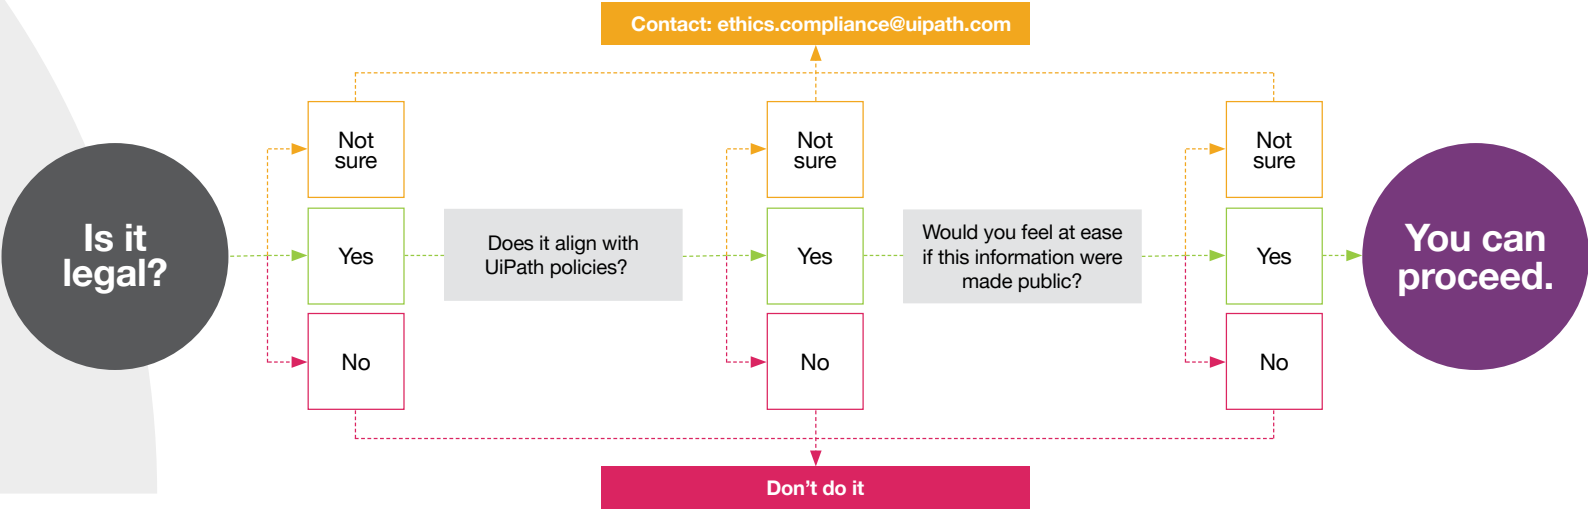 Contact: ethics.compliance@uipath.com
Is it
legal?
Not
sure
Yes
No
Does it align with
UiPath policies?
Not
sure
Yes
No
Would you feel at ease
if this information were
made public?
Not
sure
Yes
No
You can
proceed.
Don’t do it